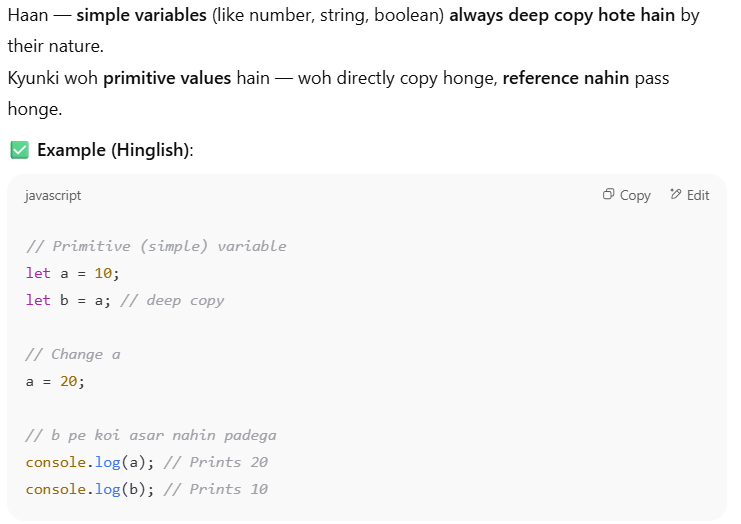 Haan — simple variables (like number, string, boolean) always deep copy hote hain by
their nature.
Kyunki woh primitive values hain — woh directly copy honge, reference nahin pass
honge.
✅ Example (Hinglish):
javascript Copy Edit
// Primitive (simple) variable
let a = 10;
let b = a; // deep copy
// Change a
a = 20;
// b pe koi asar nahin padega
console.log(a); // Prints 20
console.log(b); // Prints 10